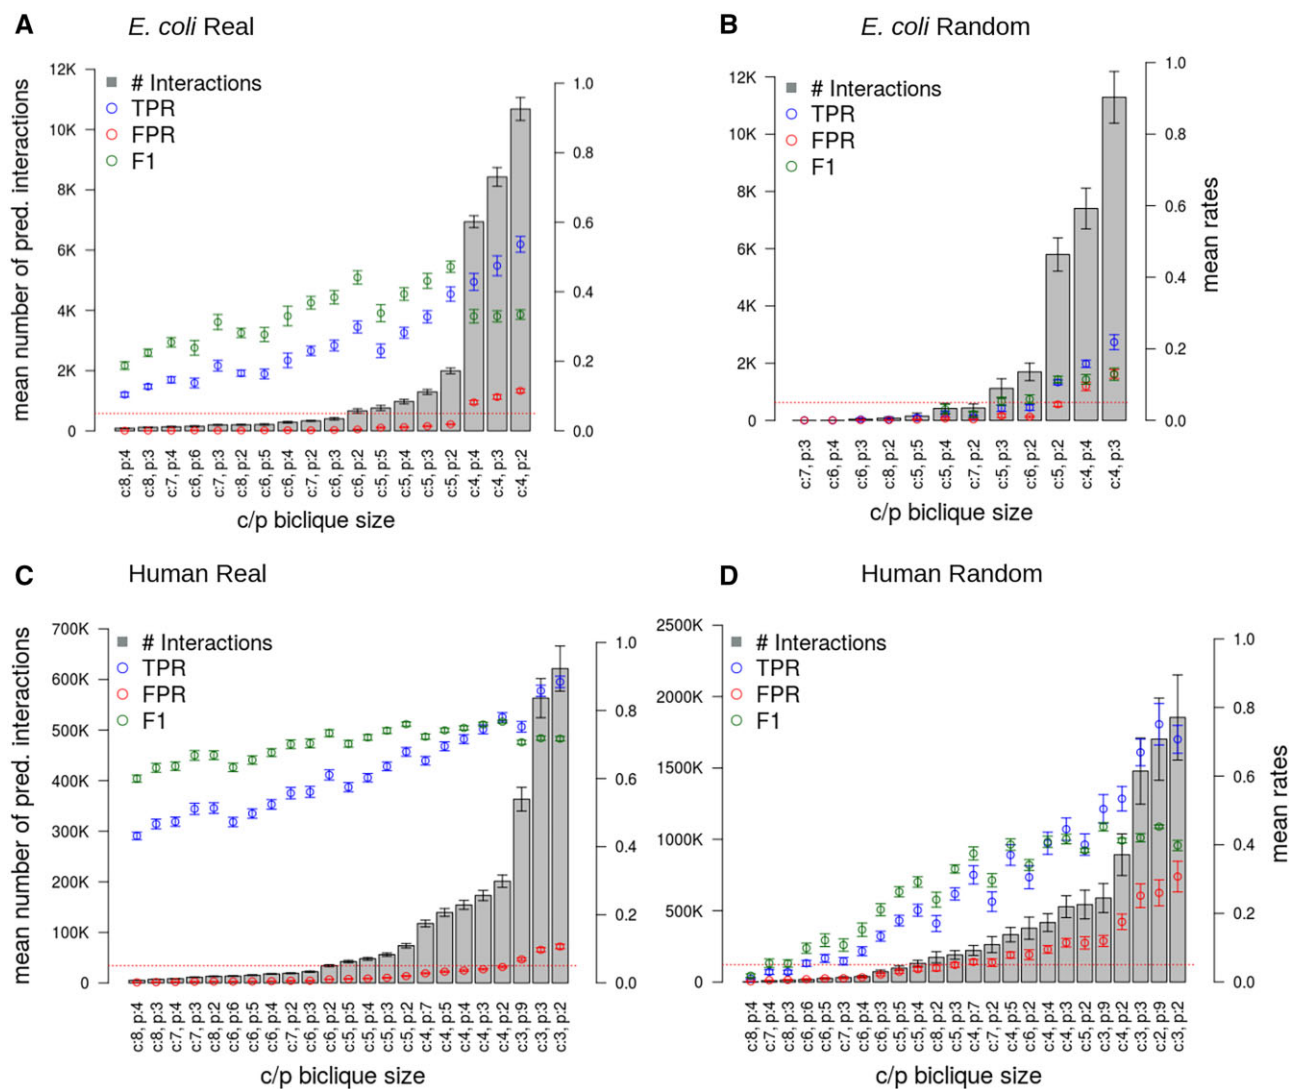 A
E. coli Real
mean number of pred. interactions
12K
10K
8K
6K
4K
2K
0
# Interactions
TPR
FPR
F1
1.0
0.8
0.6
0.4
0.2
0.0
c:8, p:4
c:8, p:3
c:7, p:4
c:6, p:6
c:7, p:3
c:8, p:2
c:6, p:5
c:6, p:4
c:7, p:2
c:6, p:3
c:6, p:2
c:5, p:5
c:5, p:4
c:5, p:3
c:5, p:2
c:4, p:4
c:4, p:3
c:4, p:2
c/p biclique size
B
E. coli Random
12K
10K
8K
6K
4K
2K
0
# Interactions
TPR
FPR
F1
1.0
0.8
0.6
0.4
0.2
0.0
mean rates
c:7, p:3
c:6, p:4
c:6, p:3
c:8, p:2
c:5, p:5
c:5, p:4
c:7, p:2
c:5, p:3
c:6, p:2
c:5, p:2
c:4, p:4
c:4, p:3
c/p biclique size
C
Human Real
mean number of pred. interactions
700K
600K
500K
400K
300K
200K
100K
0
# Interactions
TPR
FPR
F1
1.0
0.8
0.6
0.4
0.2
0.0
c:8, p:4
c:8, p:3
c:7, p:4
c:7, p:3
c:8, p:2
c:6, p:6
c:6, p:5
c:6, p:4
c:7, p:2
c:6, p:3
c:6, p:2
c:5, p:5
c:5, p:4
c:5, p:3
c:5, p:2
c:4, p:7
c:4, p:5
c:4, p:4
c:4, p:3
c:4, p:2
c:3, p:9
c:3, p:3
c:3, p:2
c/p biclique size
D
Human Random
2500K
2000K
1500K
1000K
500K
0
# Interactions
TPR
FPR
F1
1.0
0.8
0.6
0.4
0.2
0.0
mean rates
c:8, p:4
c:7, p:4
c:8, p:3
c:6, p:6
c:6, p:5
c:7, p:3
c:6, p:4
c:6, p:3
c:5, p:5
c:5, p:4
c:8, p:2
c:5, p:3
c:4, p:7
c:7, p:2
c:4, p:5
c:6, p:2
c:4, p:4
c:4, p:3
c:5, p:2
c:3, p:9
c:4, p:2
c:3, p:3
c:2, p:9
c:3, p:2
c/p biclique size